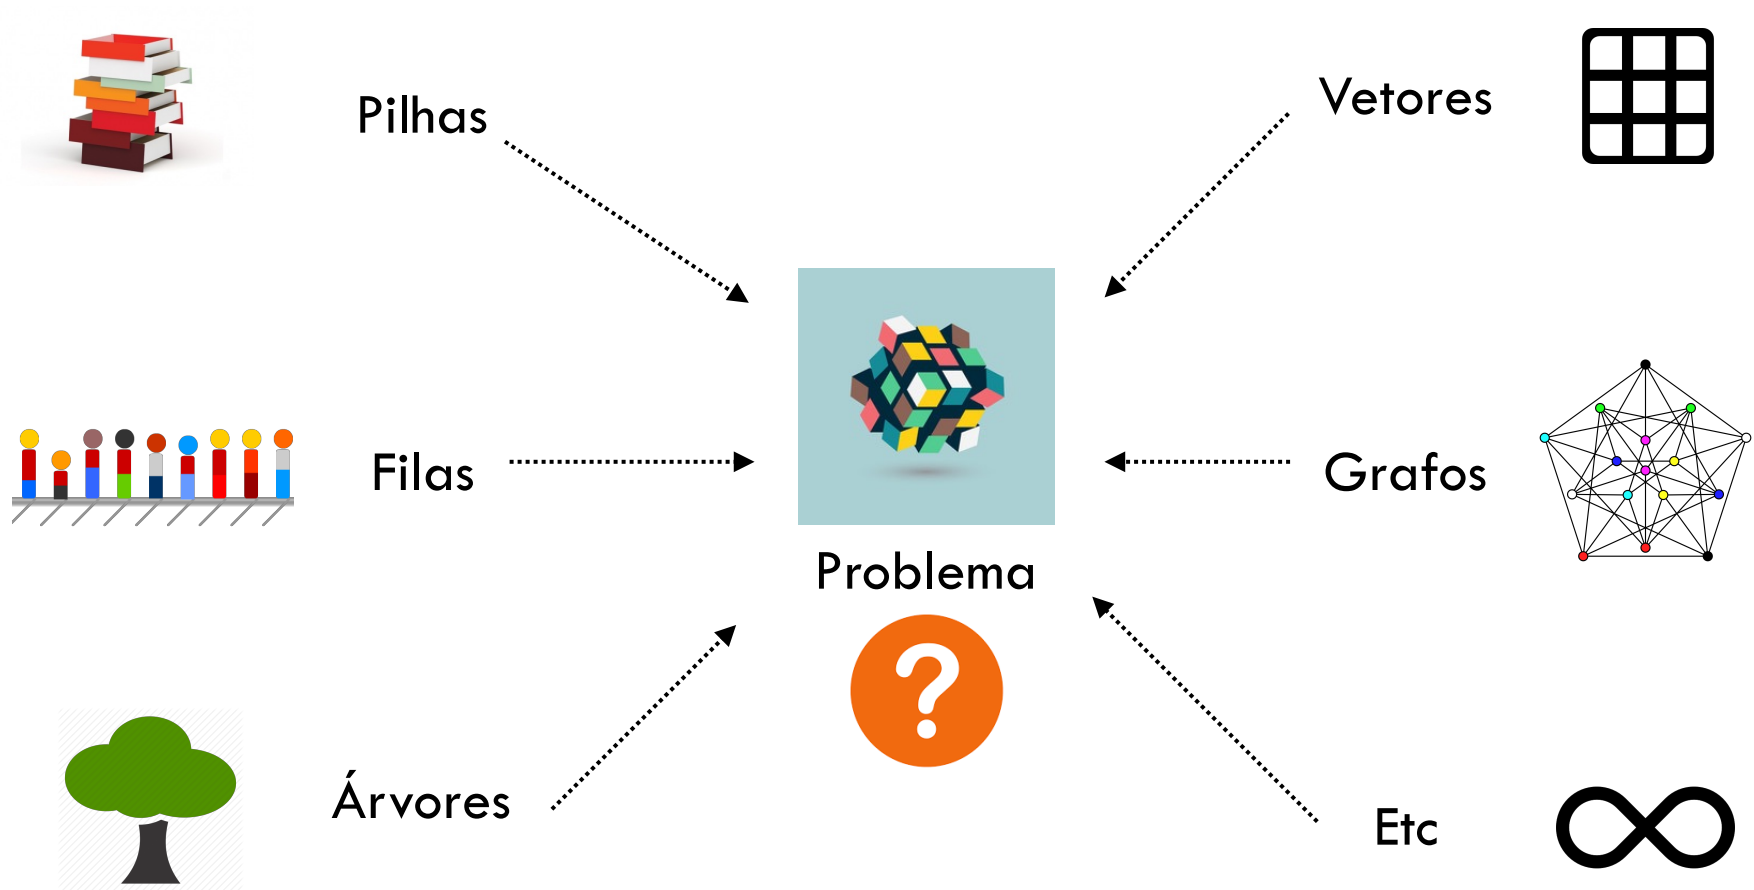 Pilhas
Vetores
Filas
Grafos
Problema
?
Árvores
Etc